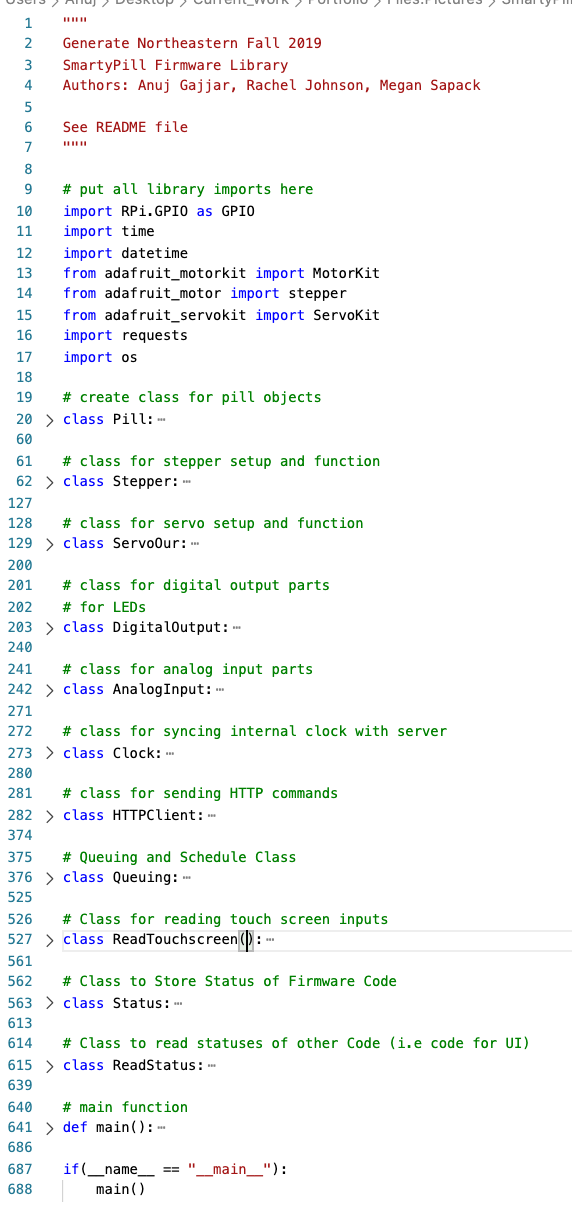 Users > Anuj > Desktop > Current_Work > Portfolio > Files.Pictures >
1 """
2 Generate Northeastern Fall 2019
3 SmartyPill Firmware Library
4 Authors: Anuj Gajjar, Rachel Johnson, Megan Sapack
5
6 See README file
7 """
8
9 # put all library imports here
10 import RPi.GPIO as GPIO
11 import time
12 import datetime
13 from adafruit_motorkit import MotorKit
14 from adafruit_motor import stepper
15 from adafruit_servokit import ServoKit
16 import requests
17 import os
18
19 # create class for pill objects
20 > class Pill:⋯
60
61 # class for stepper setup and function
62 > class Stepper:⋯
127
128 # class for servo setup and function
129 > class ServoOur:⋯
200
201 # class for digital output parts
202 # for LEDs
203 > class DigitalOutput:⋯
240
241 # class for analog input parts
242 > class AnalogInput:⋯
271
272 # class for syncing internal clock with server
273 > class Clock:⋯
280
281 # class for sending HTTP commands
282 > class HTTPClient:⋯
374
375 # Queuing and Schedule Class
376 > class Queuing:⋯
525
526 # Class for reading touch screen inputs
527 > class ReadTouchscreen():⋯
561
562 # Class to Store Status of Firmware Code
563 > class Status:⋯
613
614 # Class to read statuses of other Code (i.e code for UI)
615 > class ReadStatus:⋯
639
640 # main function
641 > def main():⋯
686
687 if(__name__ == "__main__"):
688 main()